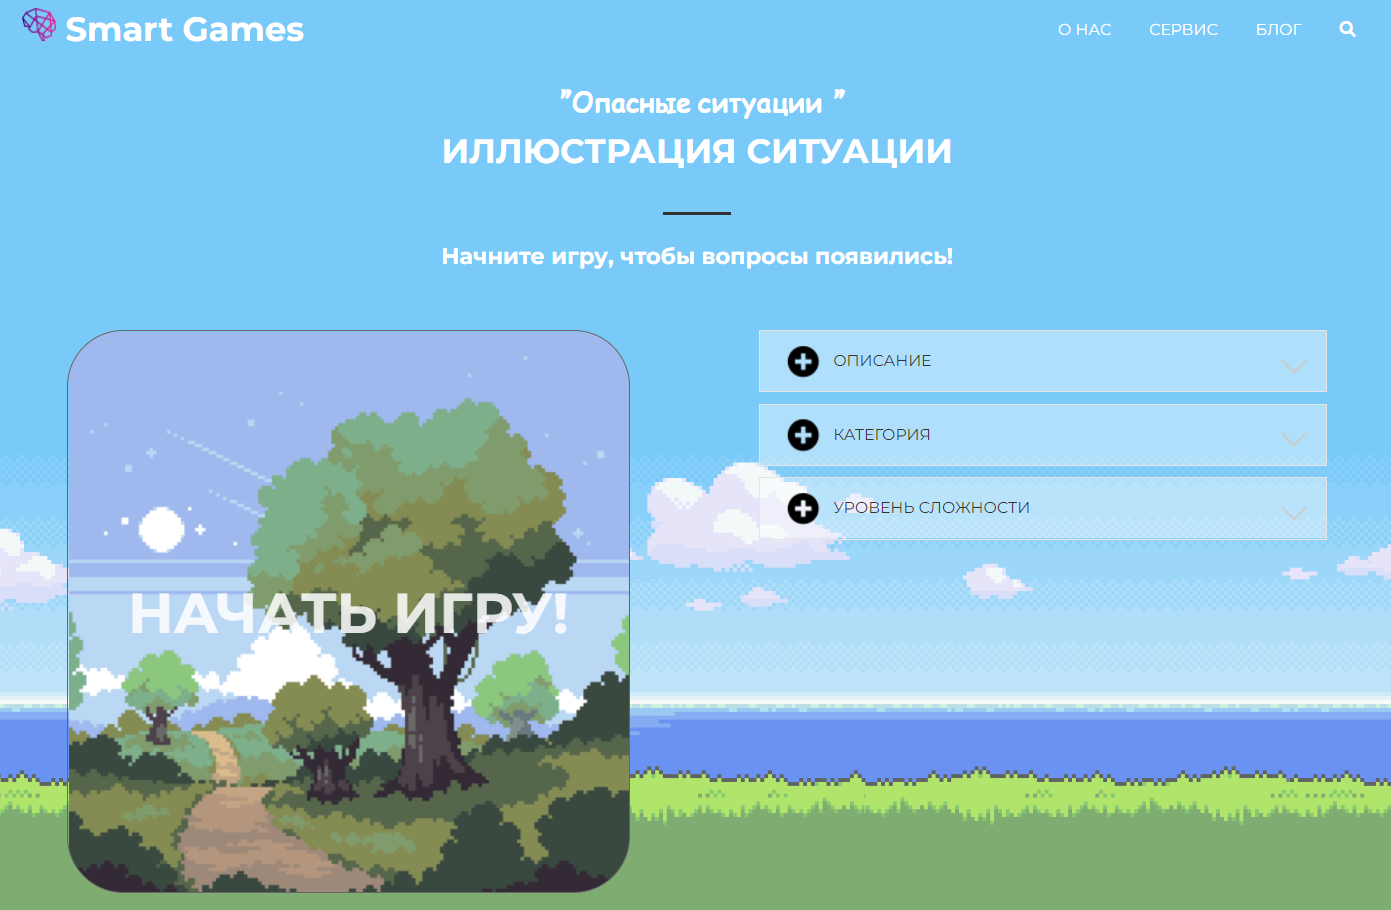 Smart Games
О НАС СЕРВИС БЛОГ
"Опасные ситуации "
ИЛЛЮСТРАЦИЯ СИТУАЦИИ
Начните игру, чтобы вопросы появились!
НАЧАТЬ ИГРУ!
ОПИСАНИЕ
КАТЕГОРИЯ
УРОВЕНЬ СЛОЖНОСТИ